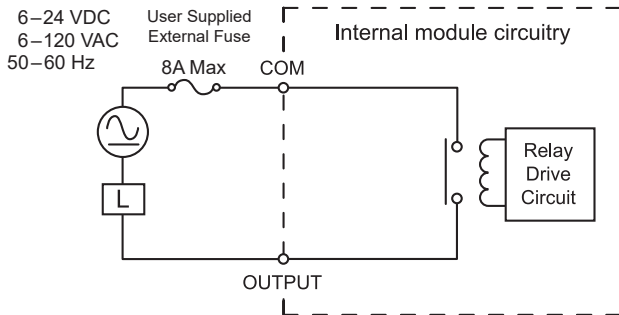 6–24 VDC
6–120 VAC
50–60 Hz
User Supplied
External Fuse
8A Max
COM
Internal module circuitry
L
Relay
Drive
Circuit
OUTPUT